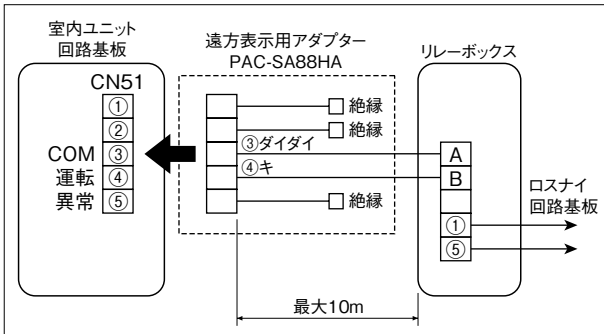 室内ユニット
回路基板
遠方表示用アダプター
PAC-SA88HA
リレーボックス
CN51
①
②
COM ③
運転 ④
異常 ⑤
絶縁
絶縁
③ダイダイ
④キ
絶縁
A
B
①
⑤
ロスナイ
回路基板
最大10m